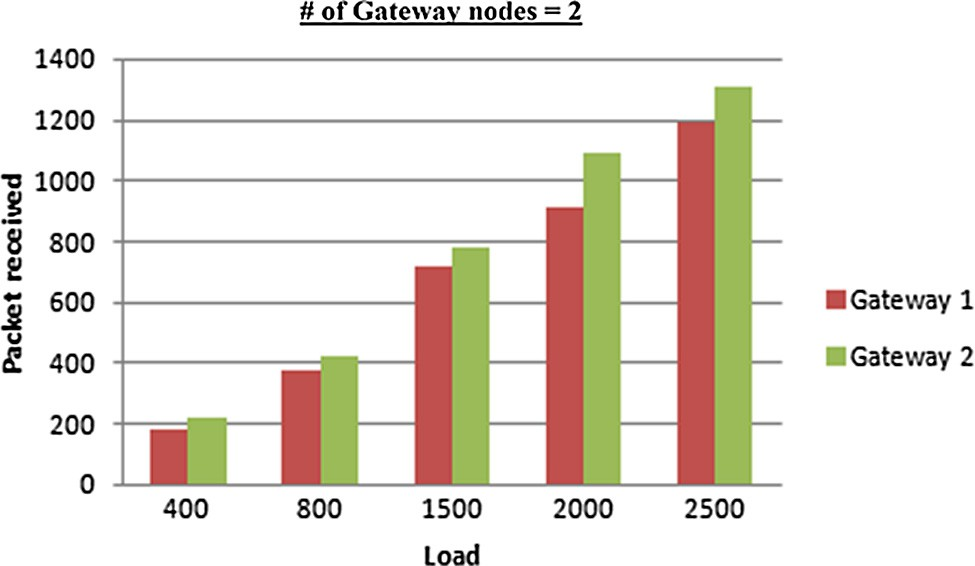 # of Gateway nodes = 2
1400
1200
1000
800
600
400
200
0
Packet received
400 800 1500 2000 2500
Load
Gateway 1
Gateway 2